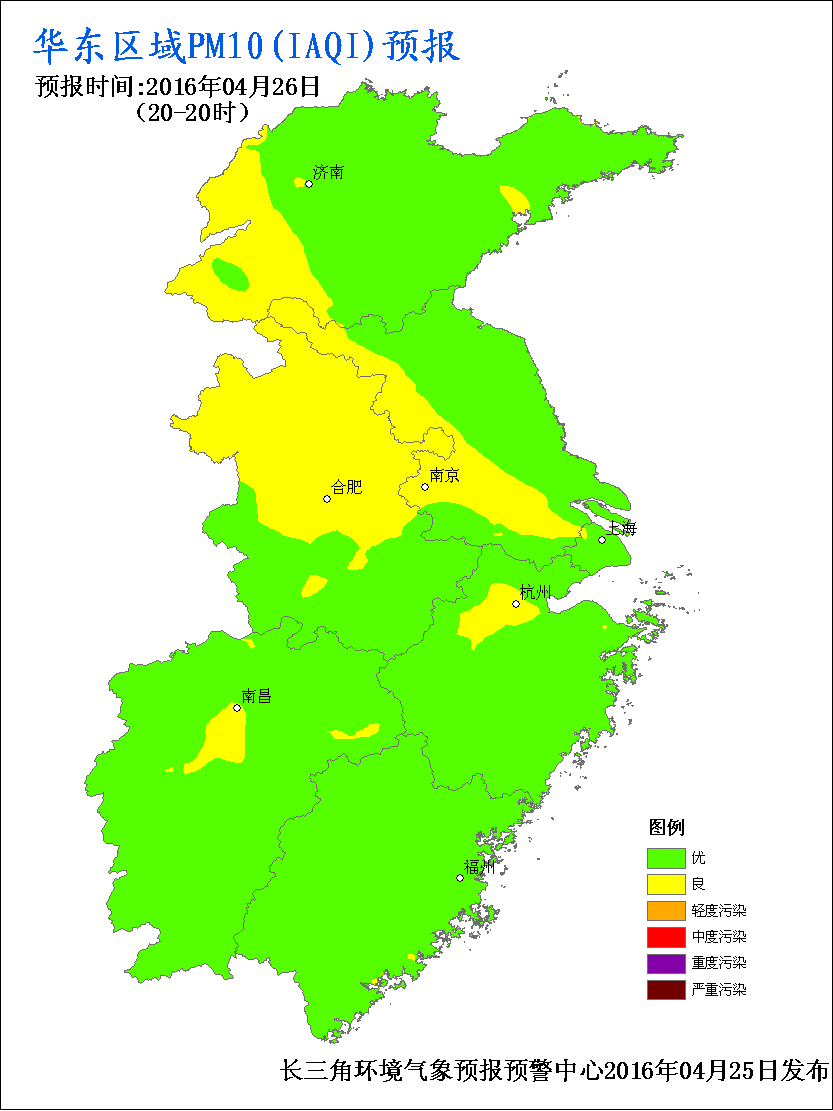 华东区域PM10(IAQI)预报
预报时间:2016年04月26日
(20-20时)
济南
南京
合肥
上海
杭州
南昌
福州
图例
优
良
轻度污染
中度污染
重度污染
严重污染
长三角环境气象预报预警中心2016年04月25日发布